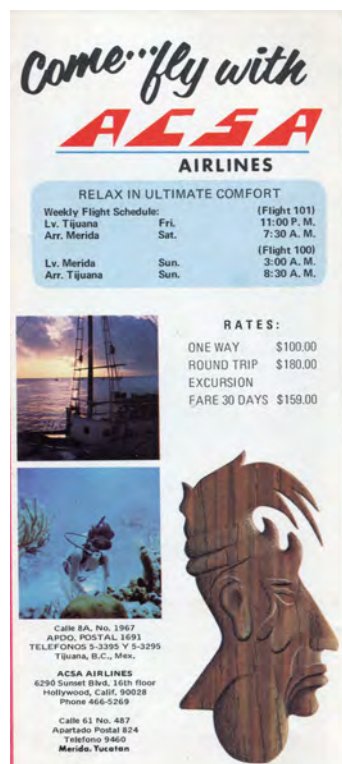 Come...fly with
ACSA
AIRLINES
RELAX IN ULTIMATE COMFORT
Weekly Flight Schedule: (Flight 101)
Lv. Tijuana Fri. 11:00 P. M.
Arr. Merida Sat. 7:30 A. M.
(Flight 100)
Lv. Merida Sun. 3:00 A. M.
Arr. Tijuana Sun. 8:30 A. M.
RATES:
ONE WAY $100.00
ROUND TRIP $180.00
EXCURSION
FARE 30 DAYS $159.00
Calle 8A, No. 1967
APDO, POSTAL 1691
TELEFONOS 5-3395 Y 5-3295
Tijuana, B.C., Mex.
ACSA AIRLINES
6290 Sunset Blvd, 16th floor
Hollywood, Calif. 90028
Phone 466-5269
Calle 61 No. 487
Apartado Postal 824
Telefono 9460
Merida, Yucatan